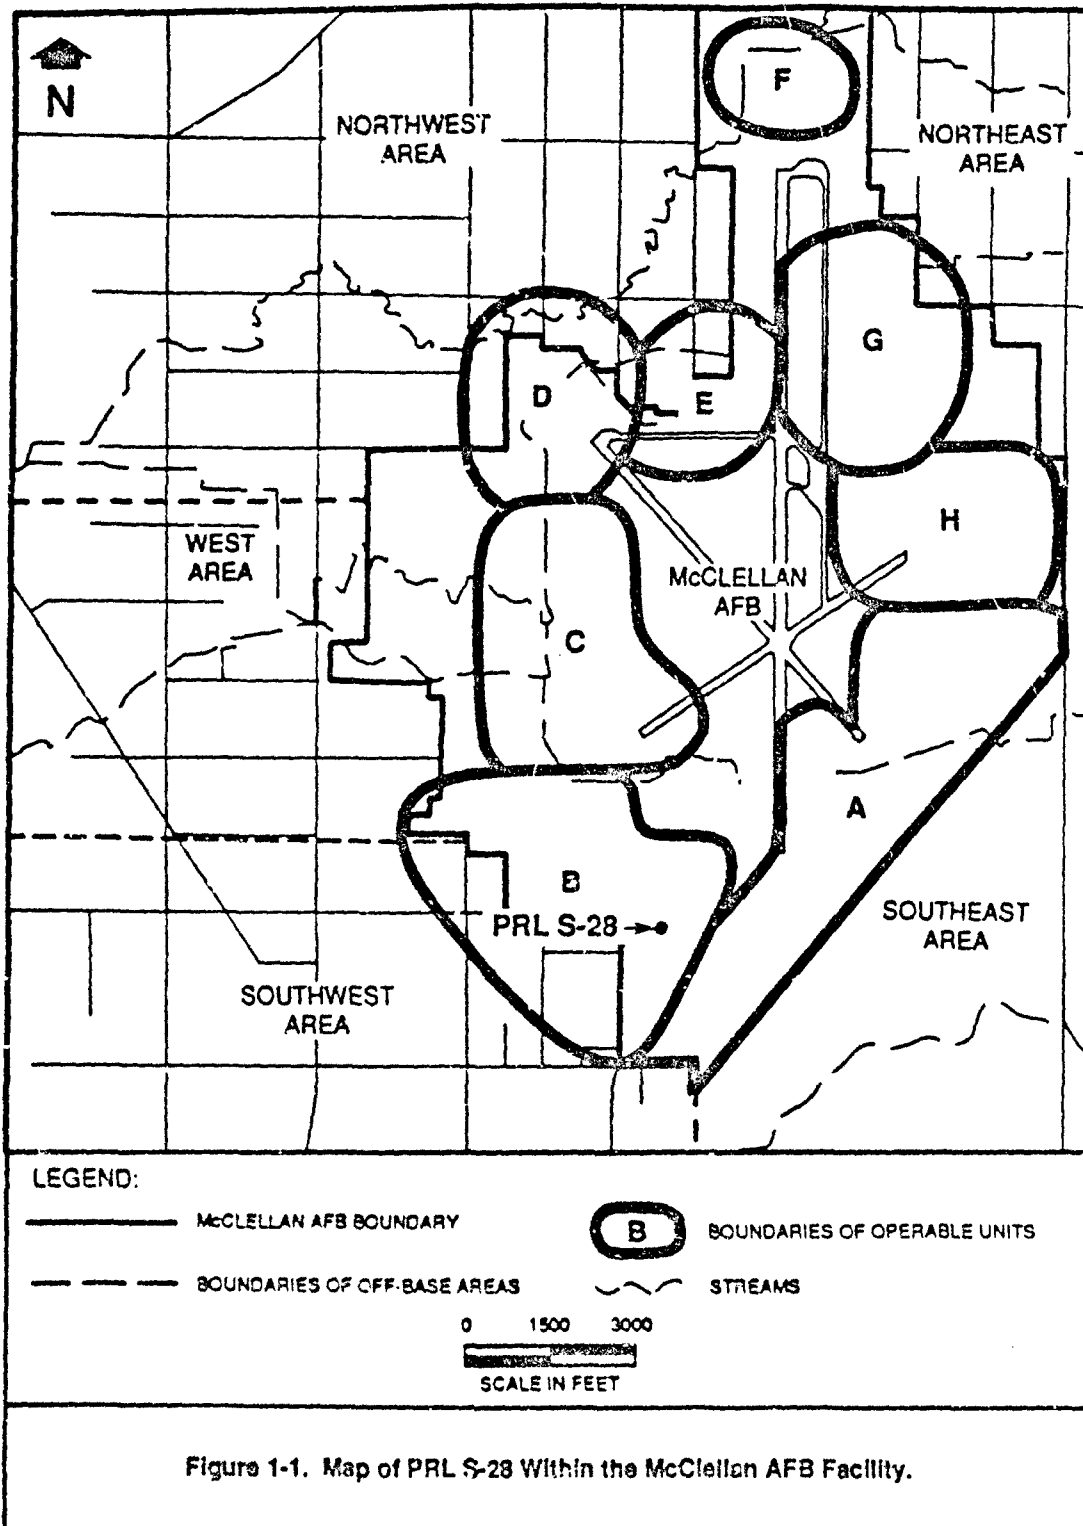 N
F
NORTHWEST
AREA
NORTHEAST
AREA
G
D
E
H
WEST
AREA
McCLELLAN
AFB
C
A
B
PRL S-28
SOUTHEAST
AREA
SOUTHWEST
AREA
LEGEND:
McCLELLAN AFB BOUNDARY
B
BOUNDARIES OF OPERABLE UNITS
BOUNDARIES OF OFF-BASE AREAS
STREAMS
0 1500 3000
SCALE IN FEET
Figure 1-1. Map of PRL S-28 Within the McClellan AFB Facility.